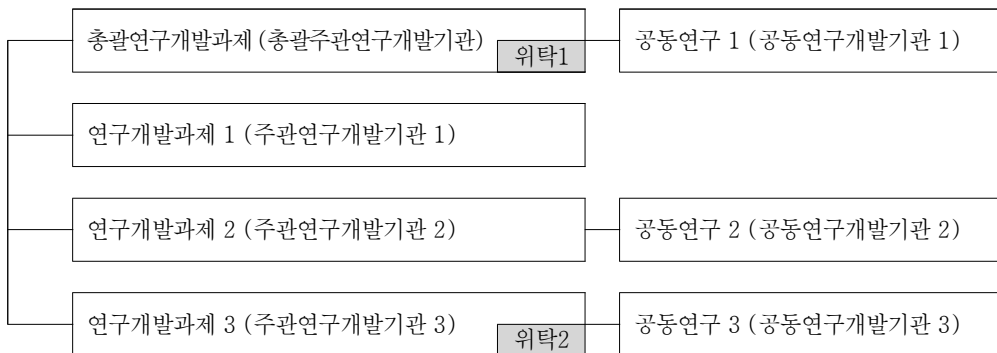 총괄연구개발과제 (총괄주관연구개발기관)
위탁1
공동연구 1 (공동연구개발기관 1)
연구개발과제 1 (주관연구개발기관 1)
연구개발과제 2 (주관연구개발기관 2)
공동연구 2 (공동연구개발기관 2)
연구개발과제 3 (주관연구개발기관 3)
위탁2
공동연구 3 (공동연구개발기관 3)